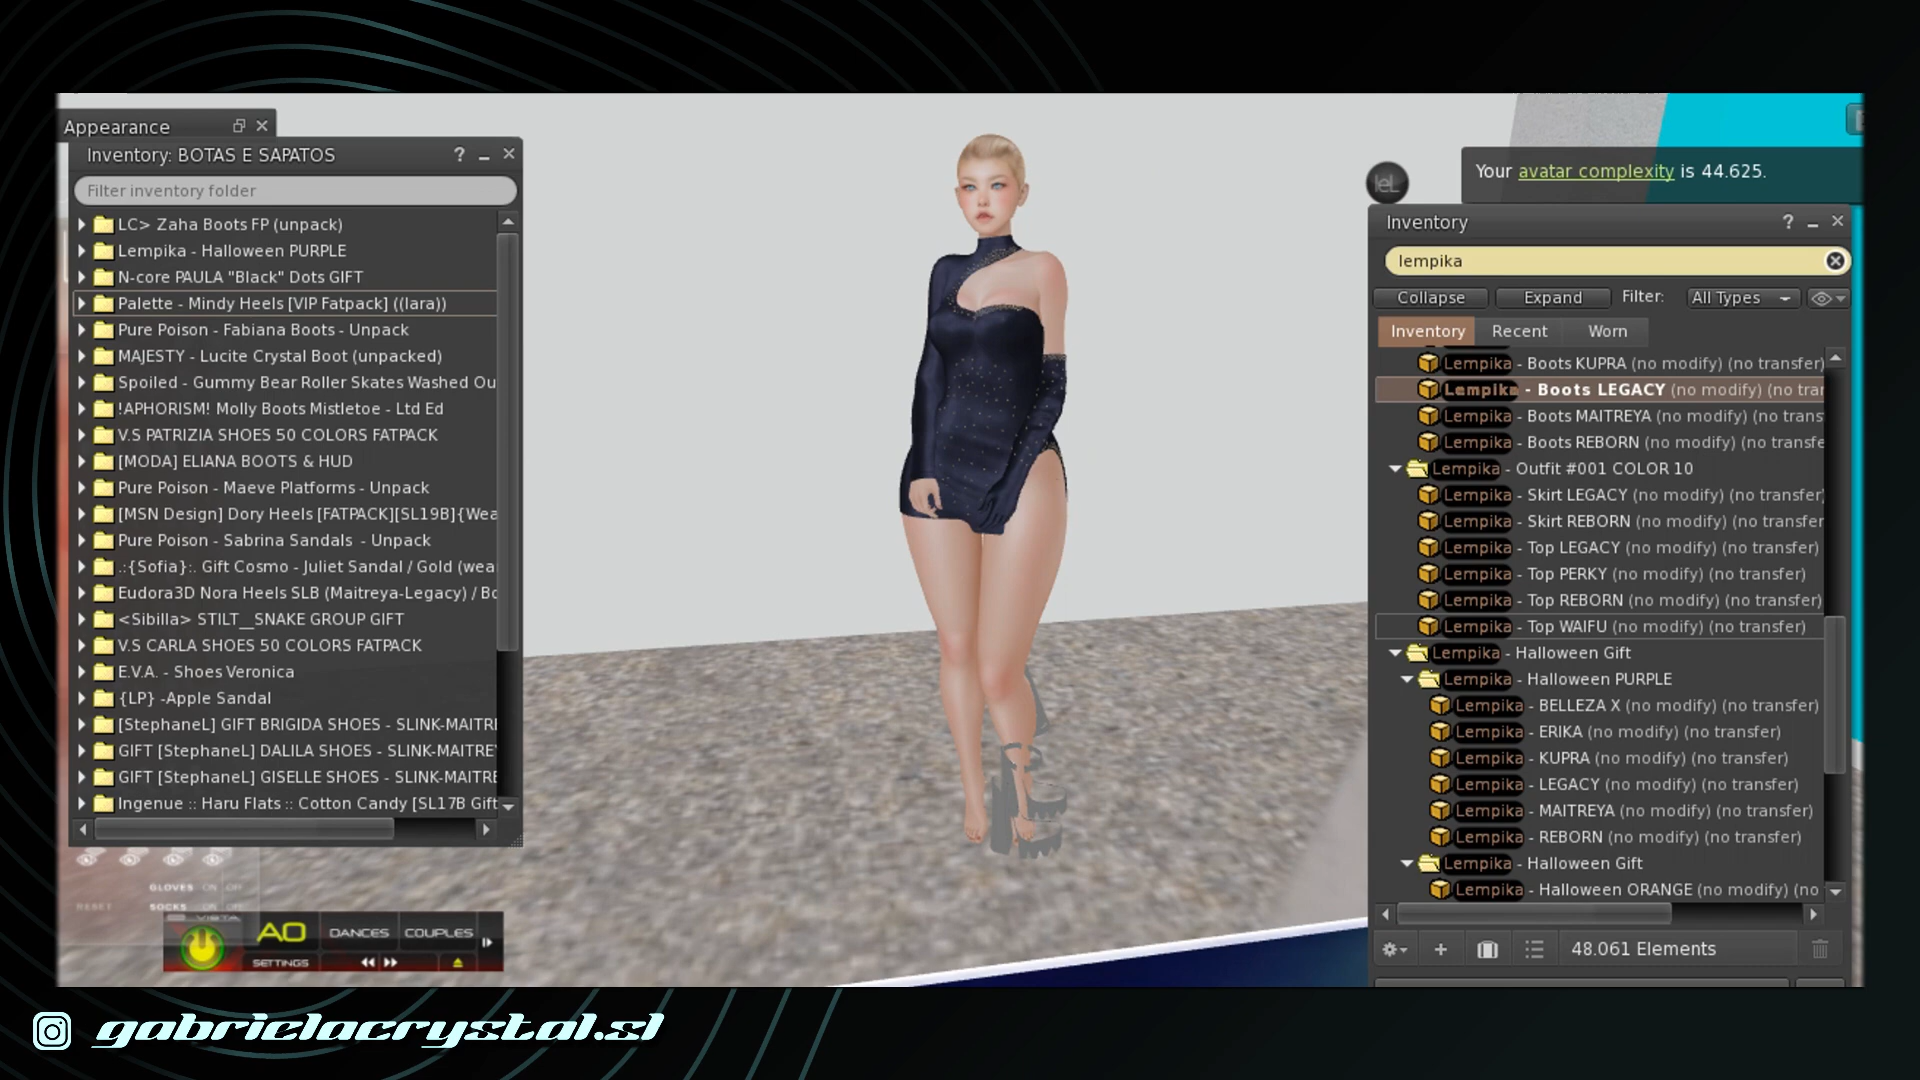 Appearance
Inventory: BOTAS E SAPATOS
Filter inventory folder
LC> Zaha Boots FP (unpack)
Lempika - Halloween PURPLE
N-core PAULA "Black" Dots GIFT
Palette - Mindy Heels [VIP Fatpack] ((lara))
Pure Poison - Fabiana Boots - Unpack
MAJESTY - Lucite Crystal Boot (unpacked)
Spoiled - Gummy Bear Roller Skates Washed Ou
!APHORISM! Molly Boots Mistletoe - Ltd Ed
V.S PATRIZIA SHOES 50 COLORS FATPACK
[MODA] ELIANA BOOTS & HUD
Pure Poison - Maeve Platforms - Unpack
[MSN Design] Dory Heels [FATPACK][SL19B]{Wea
Pure Poison - Sabrina Sandals - Unpack
.:{Sofia}:. Gift Cosmo - Juliet Sandal / Gold (wea
Eudora3D Nora Heels SLB (Maitreya-Legacy) / Bo
<Sibilla> STILT__SNAKE GROUP GIFT
V.S CARLA SHOES 50 COLORS FATPACK
E.V.A. - Shoes Veronica
{LP} -Apple Sandal
[StephaneL] GIFT BRIGIDA SHOES - SLINK-MAITRE
GIFT [StephaneL] DALILA SHOES - SLINK-MAITREY
GIFT [StephaneL] GISELLE SHOES - SLINK-MAITRE
Ingenue :: Haru Flats :: Cotton Candy [SL17B Gift
GLOVES ON OFF
RESET SOCKS ON OFF
VISTA
AO DANCES COUPLES
SETTINGS
leL
Your avatar complexity is 44.625.
Inventory
lempika
Collapse Expand Filter: All Types
Inventory Recent Worn
Lempika - Boots KUPRA (no modify) (no transfer)
Lempika - Boots LEGACY (no modify) (no tran
Lempika - Boots MAITREYA (no modify) (no trans
Lempika - Boots REBORN (no modify) (no transfe
Lempika - Outfit #001 COLOR 10
Lempika - Skirt LEGACY (no modify) (no transfer)
Lempika - Skirt REBORN (no modify) (no transfer
Lempika - Top LEGACY (no modify) (no transfer)
Lempika - Top PERKY (no modify) (no transfer)
Lempika - Top REBORN (no modify) (no transfer)
Lempika - Top WAIFU (no modify) (no transfer)
Lempika - Halloween Gift
Lempika - Halloween PURPLE
Lempika - BELLEZA X (no modify) (no transfer)
Lempika - ERIKA (no modify) (no transfer)
Lempika - KUPRA (no modify) (no transfer)
Lempika - LEGACY (no modify) (no transfer)
Lempika - MAITREYA (no modify) (no transfer)
Lempika - REBORN (no modify) (no transfer)
Lempika - Halloween Gift
Lempika - Halloween ORANGE (no modify) (no
48.061 Elements
gabrielacrystal.sl